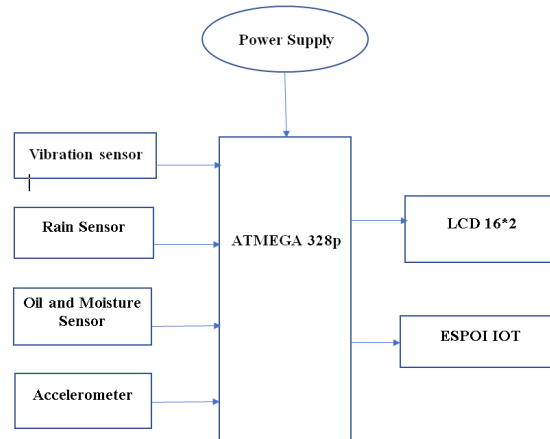 Power Supply
Vibration sensor
Rain Sensor
ATMEGA 328p
LCD 16*2
Oil and Moisture
Sensor
ESPOI IOT
Accelerometer